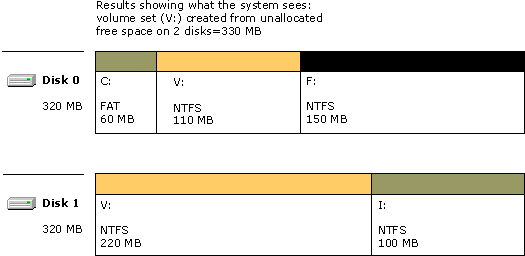 Results showing what the system sees:
volume set (V:) created from unallocated
free space on 2 disks=330 MB
Disk 0
320 MB
C:
FAT
60 MB
V:
NTFS
110 MB
F:
NTFS
150 MB
Disk 1
320 MB
V:
NTFS
220 MB
I:
NTFS
100 MB